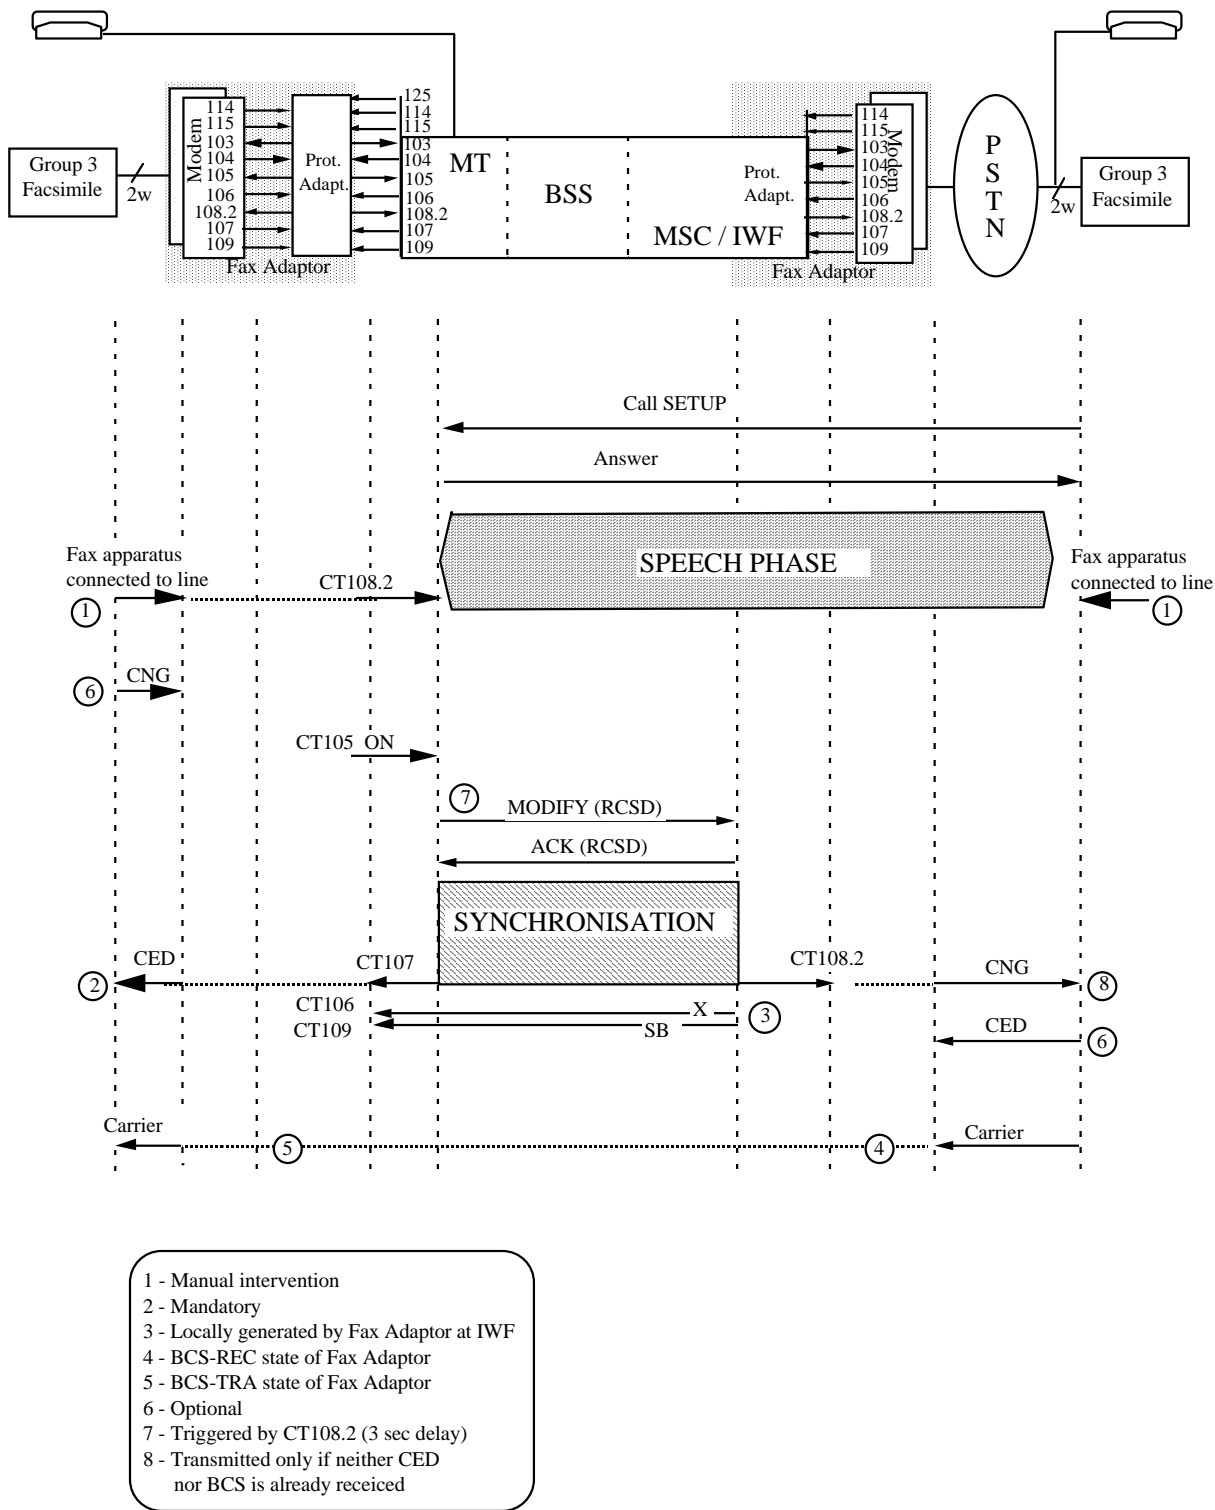 125
114
115
103
104
105
106
108.2
107
109
Modem
Group 3
Facsimile
2w
Prot.
Adapt.
Fax Adaptor
114
115
103
104
105
106
108.2
107
109
MT
BSS
MSC / IWF
Prot.
Adapt.
114
115
103
104
105
106
108.2
107
109
Modem
Fax Adaptor
P
S
T
N
2w
Group 3
Facsimile
Call SETUP
Answer
SPEECH PHASE
Fax apparatus
connected to line
1
CT108.2
Fax apparatus
connected to line
1
6
CNG
CT105 ON
7
MODIFY (RCSD)
ACK (RCSD)
SYNCHRONISATION
CED
2
CT107
CT108.2
CNG
8
CT106
X
3
CT109
SB
CED
6
Carrier
5
4
Carrier
1 - Manual intervention
2 - Mandatory
3 - Locally generated by Fax Adaptor at IWF
4 - BCS-REC state of Fax Adaptor
5 - BCS-TRA state of Fax Adaptor
6 - Optional
7 - Triggered by CT108.2 (3 sec delay)
8 - Transmitted only if neither CED
nor BCS is already receiced